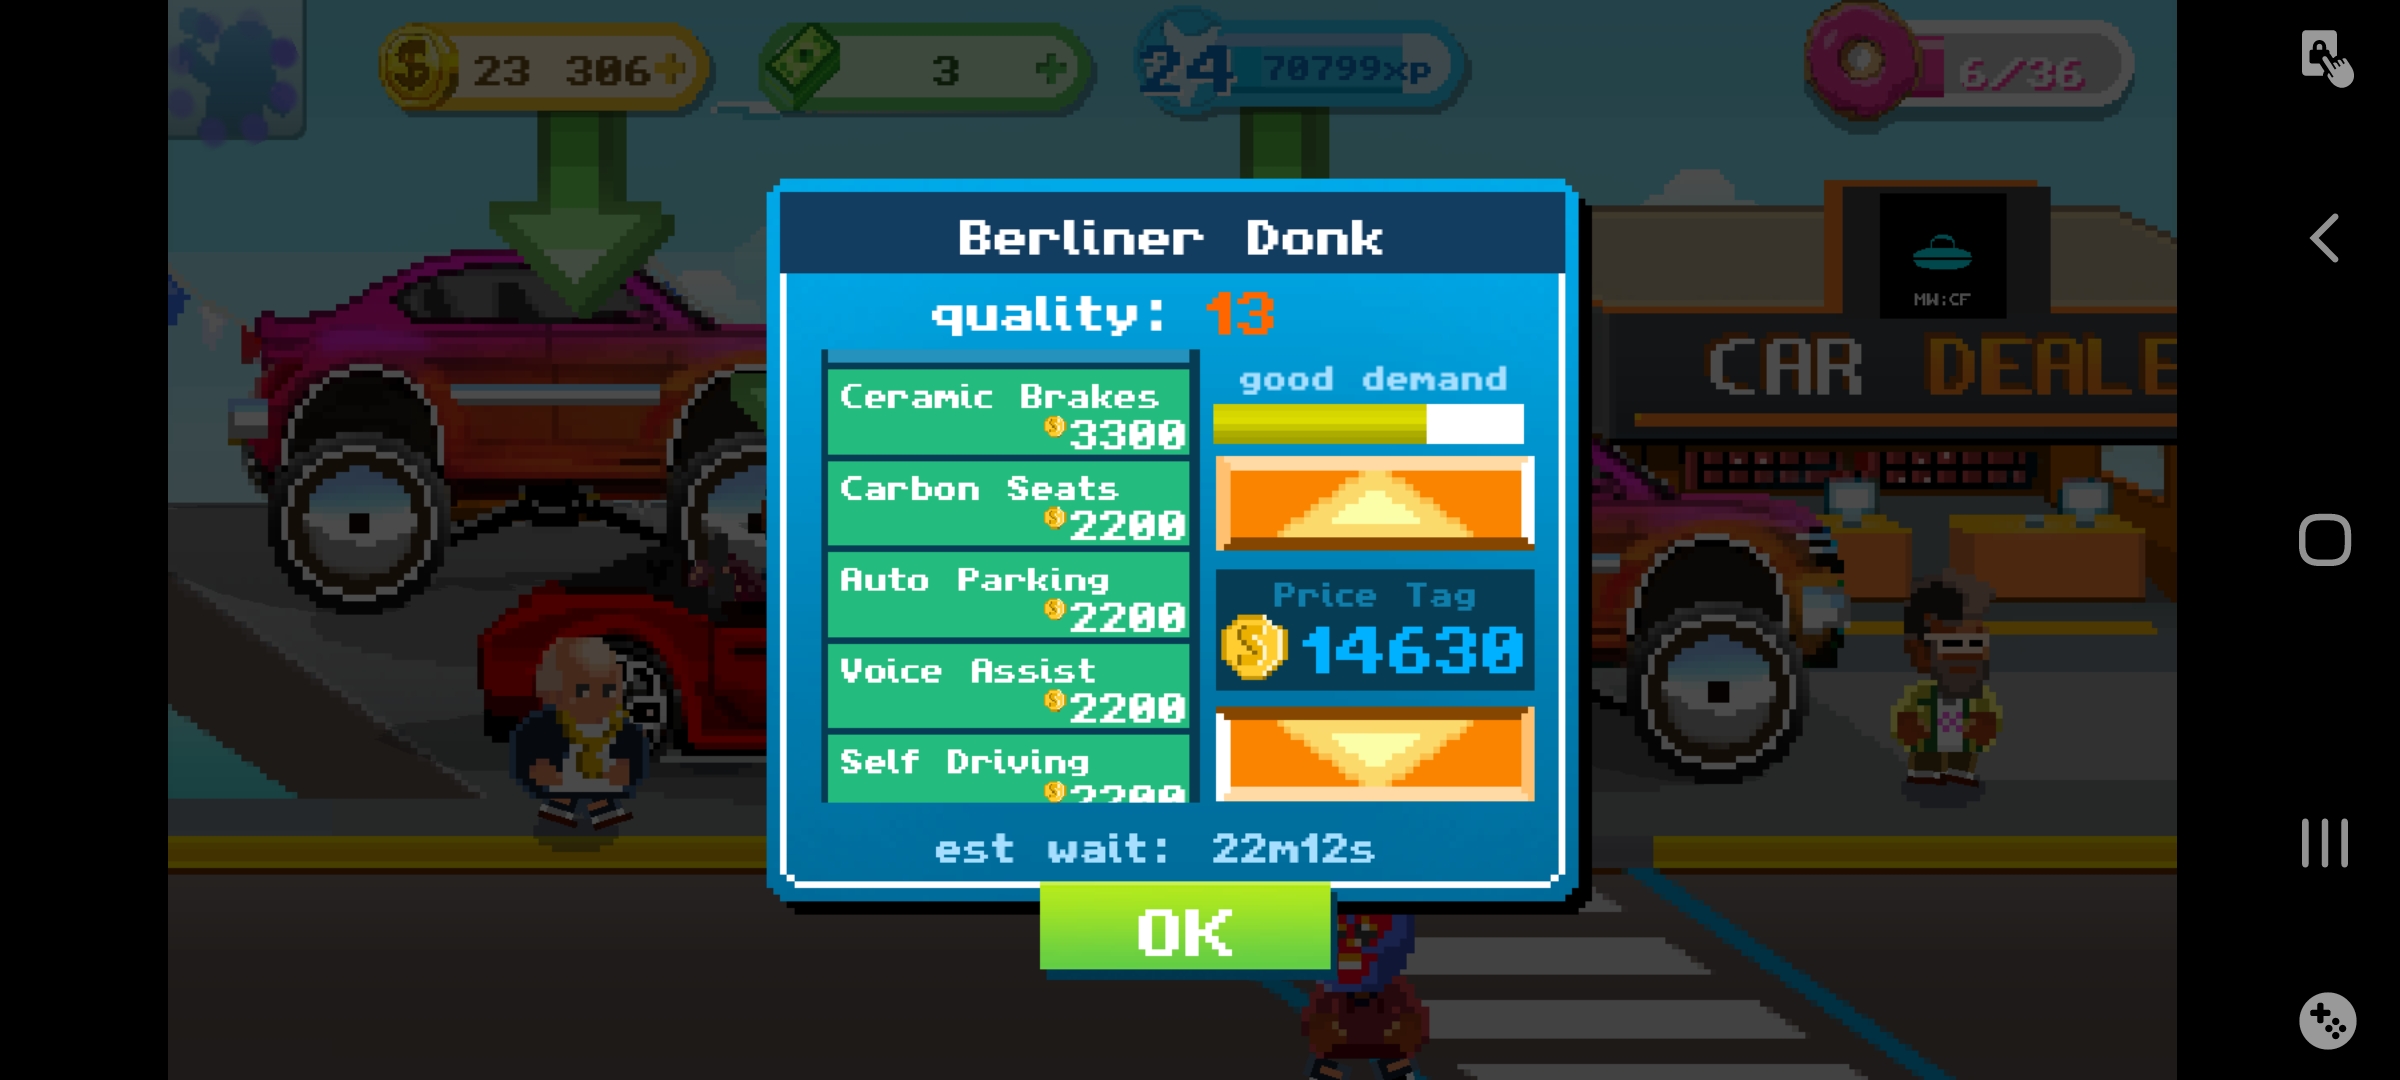 23 306+
3 +
24 70799xp
6/36
Berliner Donk
quality: 13
Ceramic Brakes
3300
Carbon Seats
2200
Auto Parking
2200
Voice Assist
2200
Self Driving
2200
good demand
Price Tag
14630
est wait: 22m12s
OK
MW:CF
CAR DEALE